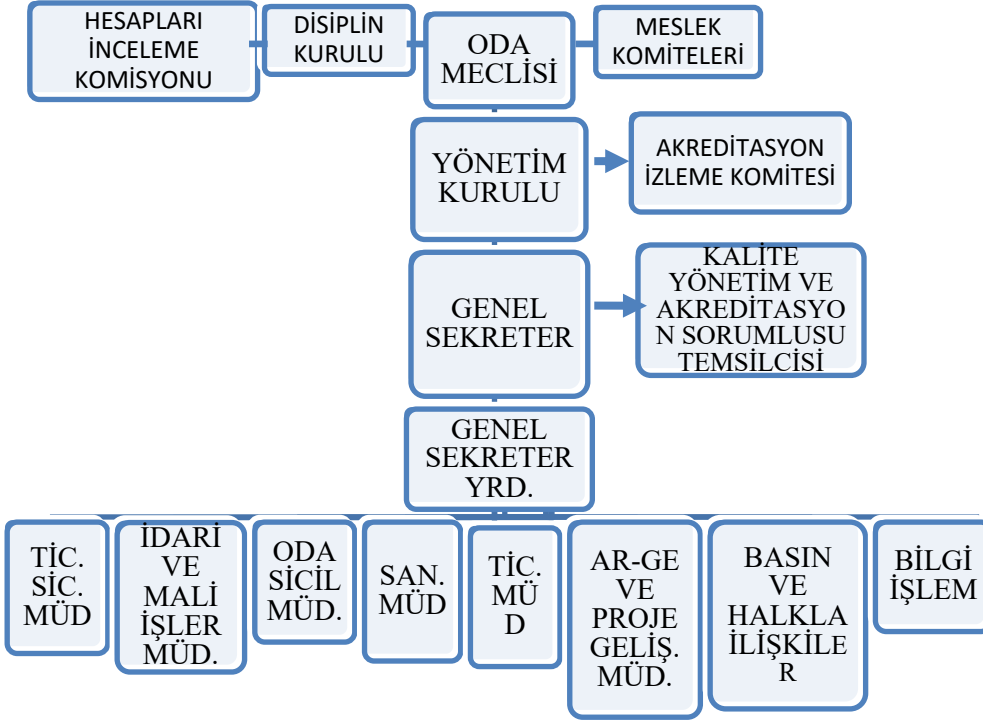 HESAPLARI
İNCELEME
KOMİSYONU
DİSİPLİN
KURULU
ODA
MECLİSİ
MESLEK
KOMİTELERİ
YÖNETİM
KURULU
AKREDİTASYON
İZLEME KOMİTESİ
GENEL
SEKRETER
KALİTE
YÖNETİM VE
AKREDİTASYO
N SORUMLUSU
TEMSİLCİSİ
GENEL
SEKRETER
YRD.
TİC.
SİC.
MÜD
İDARİ
VE
MALİ
İŞLER
MÜD.
ODA
SİCİL
MÜD.
SAN.
MÜD
TİC.
MÜ
D
AR-GE
VE
PROJE
GELİŞ.
MÜD.
BASIN
VE
HALKLA
İLİŞKİLE
R
BİLGİ
İŞLEM